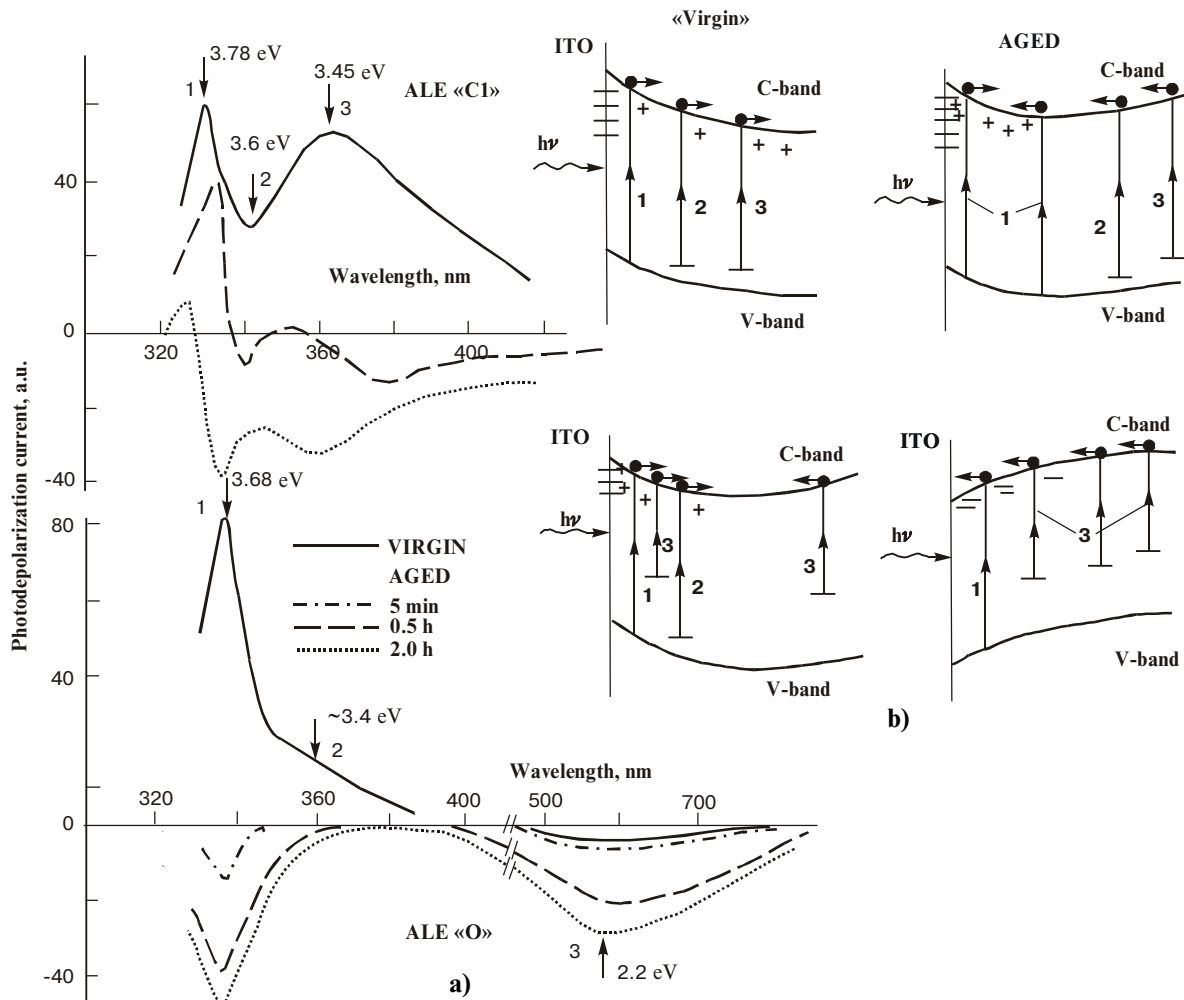 3.78 eV
1
3.45 eV
3
ALE «C1»
3.6 eV
2
40
0
-40
Wavelength, nm
320
360
400
Photodepolarization current, a.u.
3.68 eV
1
80
40
0
-40
VIRGIN
AGED
5 min
0.5 h
2.0 h
~3.4 eV
2
Wavelength, nm
320
360
400
500
700
ALE «O»
3
2.2 eV
a)
«Virgin»
ITO
C-band
+
+
+ +
hν
1
2
3
V-band
AGED
C-band
+
+
+ + +
hν
1
2
3
V-band
ITO
C-band
+
+ +
+
hν
3
1
2
3
V-band
ITO
C-band
hν
3
1
V-band
b)